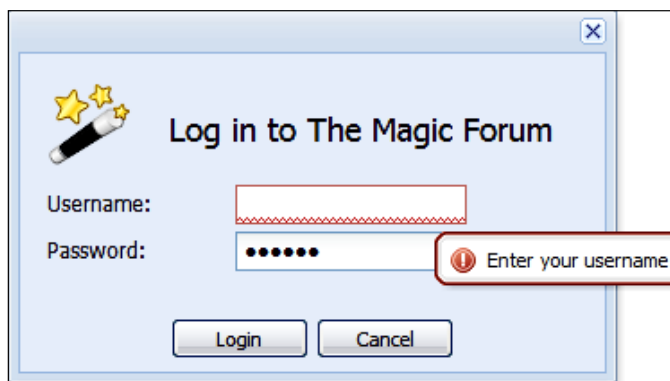 Log in to The Magic Forum
Username:
Password: ••••••
Enter your username
Login Cancel